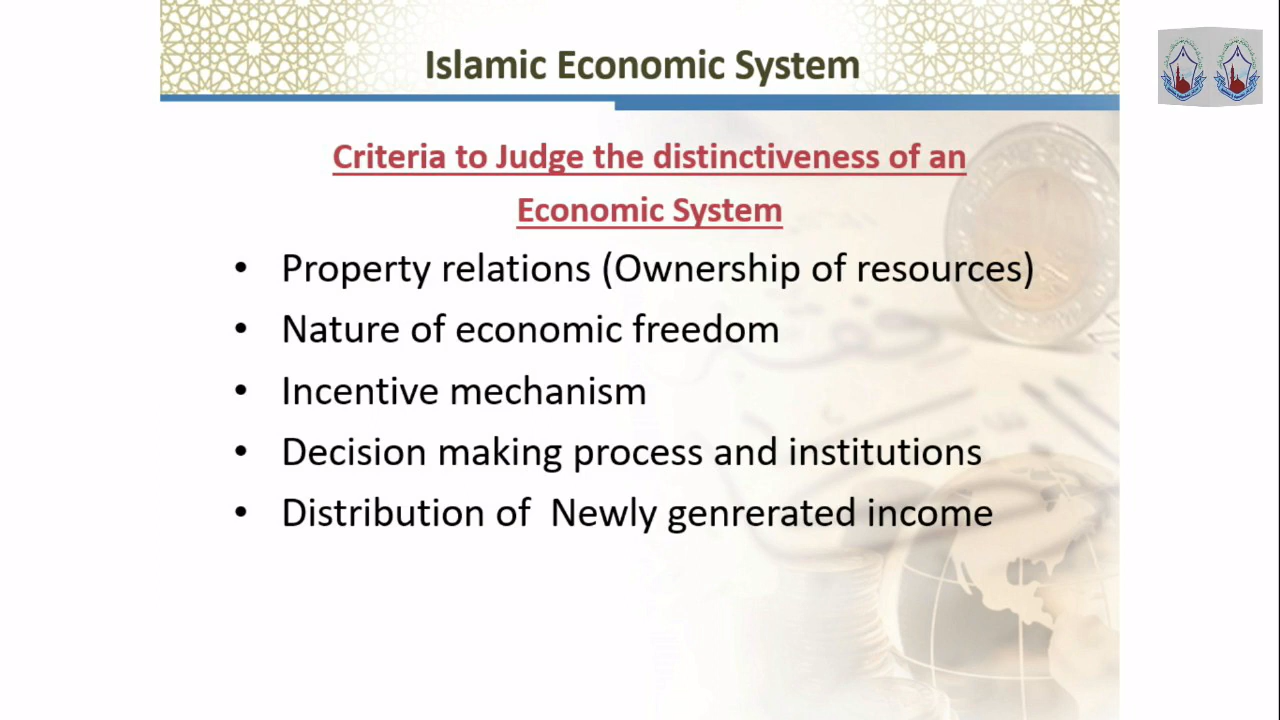 Islamic Economic System
Criteria to Judge the distinctiveness of an
Economic System
• Property relations (Ownership of resources)
• Nature of economic freedom
• Incentive mechanism
• Decision making process and institutions
• Distribution of  Newly genrerated income